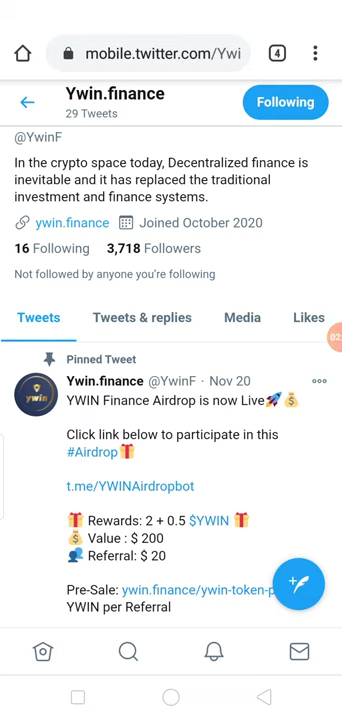 mobile.twitter.com/Ywi
4
Ywin.finance
29 Tweets
Following
@YwinF
In the crypto space today, Decentralized finance is
inevitable and it has replaced the traditional
investment and finance systems.
ywin.finance Joined October 2020
16 Following 3,718 Followers
Not followed by anyone you're following
Tweets Tweets & replies Media Likes
02:
Pinned Tweet
Ywin.finance @YwinF · Nov 20
ywin
YWIN Finance Airdrop is now Live🚀💰
Click link below to participate in this
#Airdrop🎁
t.me/YWINAirdropbot
🎁 Rewards: 2 + 0.5 $YWIN 🎁
💰 Value : $ 200
👥 Referral: $ 20
Pre-Sale: ywin.finance/ywin-token-p
YWIN per Referral